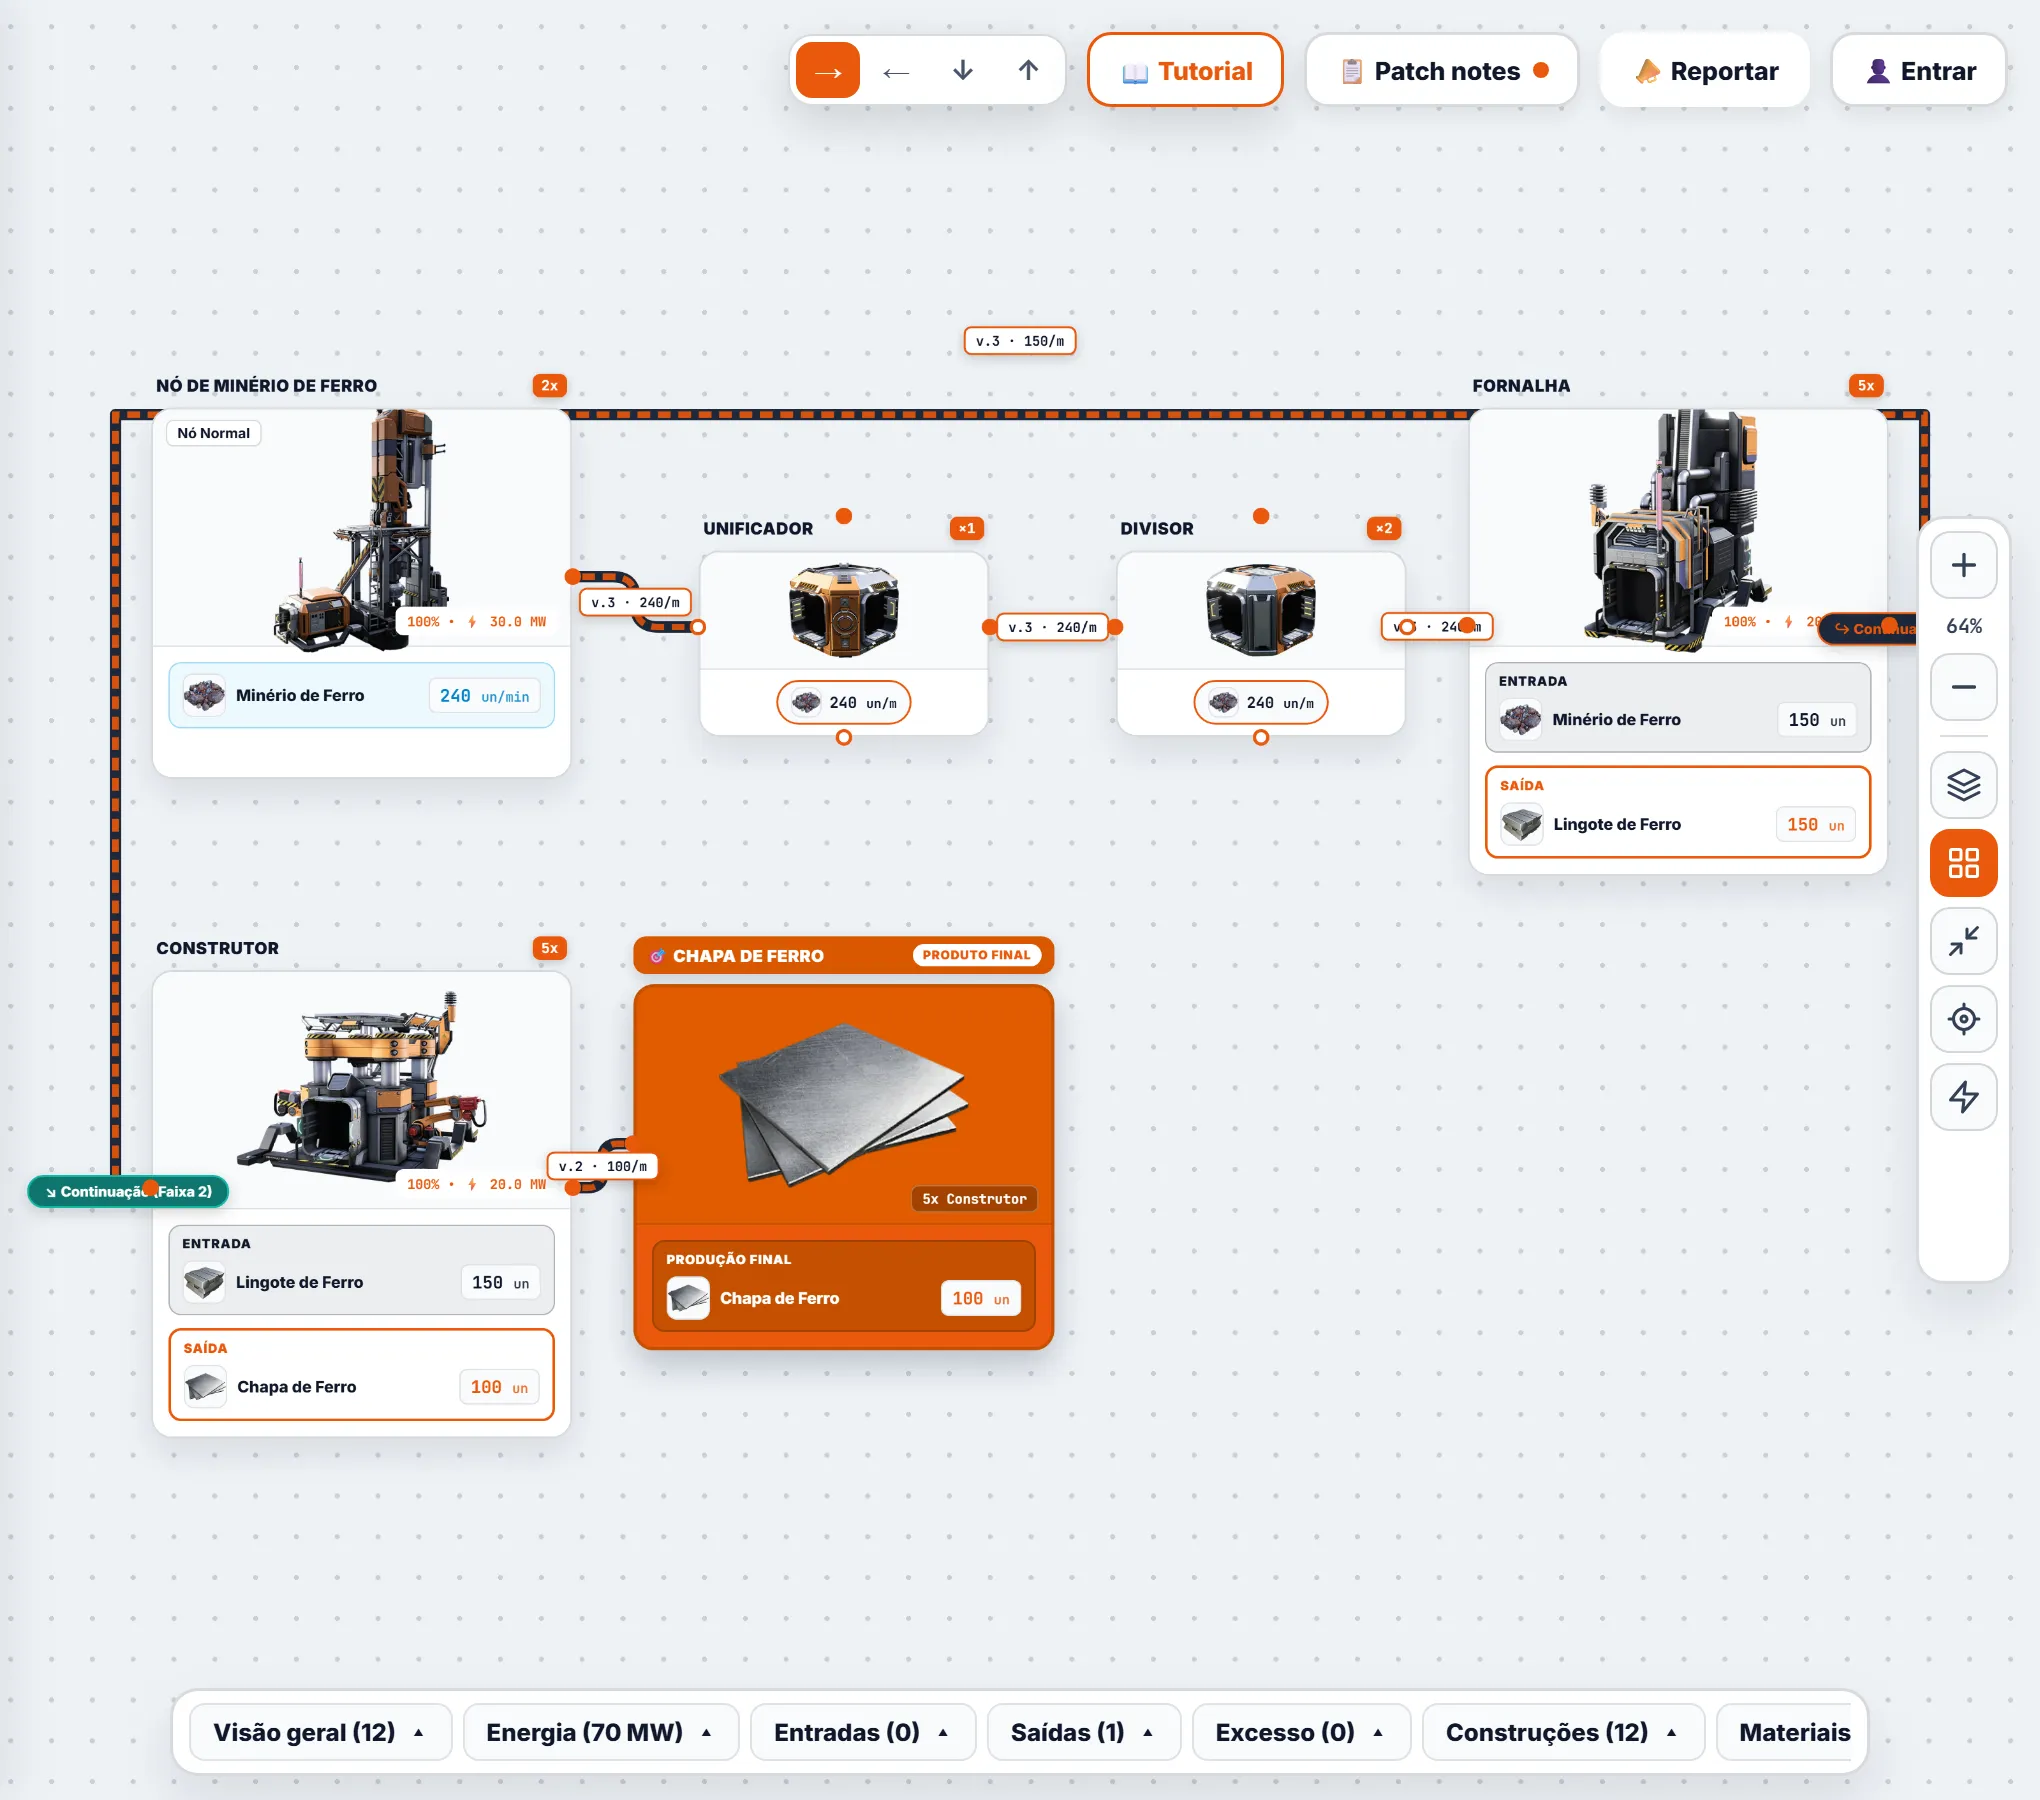 → ← ↓ ↑
Tutorial
Patch notes
Reportar
Entrar
v.3 · 150/m
NÓ DE MINÉRIO DE FERRO
2x
Nó Normal
100% • 30.0 MW
Minério de Ferro
240 un/min
v.3 · 240/m
UNIFICADOR
×1
240 un/m
v.3 · 240/m
DIVISOR
×2
240 un/m
FORNALHA
5x
100% •
ENTRADA
Minério de Ferro
150 un
SAÍDA
Lingote de Ferro
150 un
64%
CONSTRUTOR
5x
100% • 20.0 MW
Continuação (Faixa 2)
ENTRADA
Lingote de Ferro
150 un
SAÍDA
Chapa de Ferro
100 un
v.2 · 100/m
CHAPA DE FERRO
PRODUTO FINAL
5x Construtor
PRODUÇÃO FINAL
Chapa de Ferro
100 un
Visão geral (12)
Energia (70 MW)
Entradas (0)
Saídas (1)
Excesso (0)
Construções (12)
Materiais